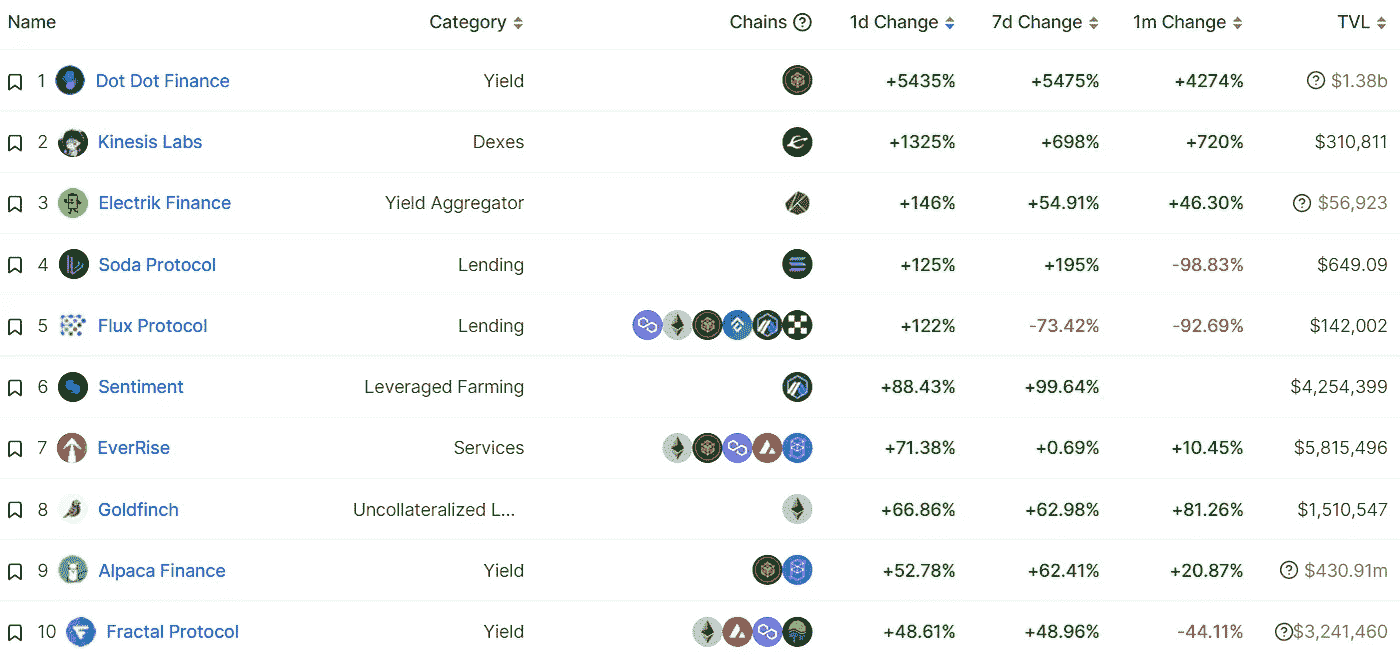 Name Category Chains ? 1d Change 7d Change 1m Change TVL
1 Dot Dot Finance Yield +5435% +5475% +4274% ? $1.38b
2 Kinesis Labs Dexes +1325% +698% +720% $310,811
3 Electrik Finance Yield Aggregator +146% +54.91% +46.30% ? $56,923
4 Soda Protocol Lending +125% +195% -98.83% $649.09
5 Flux Protocol Lending +122% -73.42% -92.69% $142,002
6 Sentiment Leveraged Farming +88.43% +99.64% $4,254,399
7 EverRise Services +71.38% +0.69% +10.45% $5,815,496
8 Goldfinch Uncollateralized L... +66.86% +62.98% +81.26% $1,510,547
9 Alpaca Finance Yield +52.78% +62.41% +20.87% ? $430.91m
10 Fractal Protocol Yield +48.61% +48.96% -44.11% ? $3,241,460